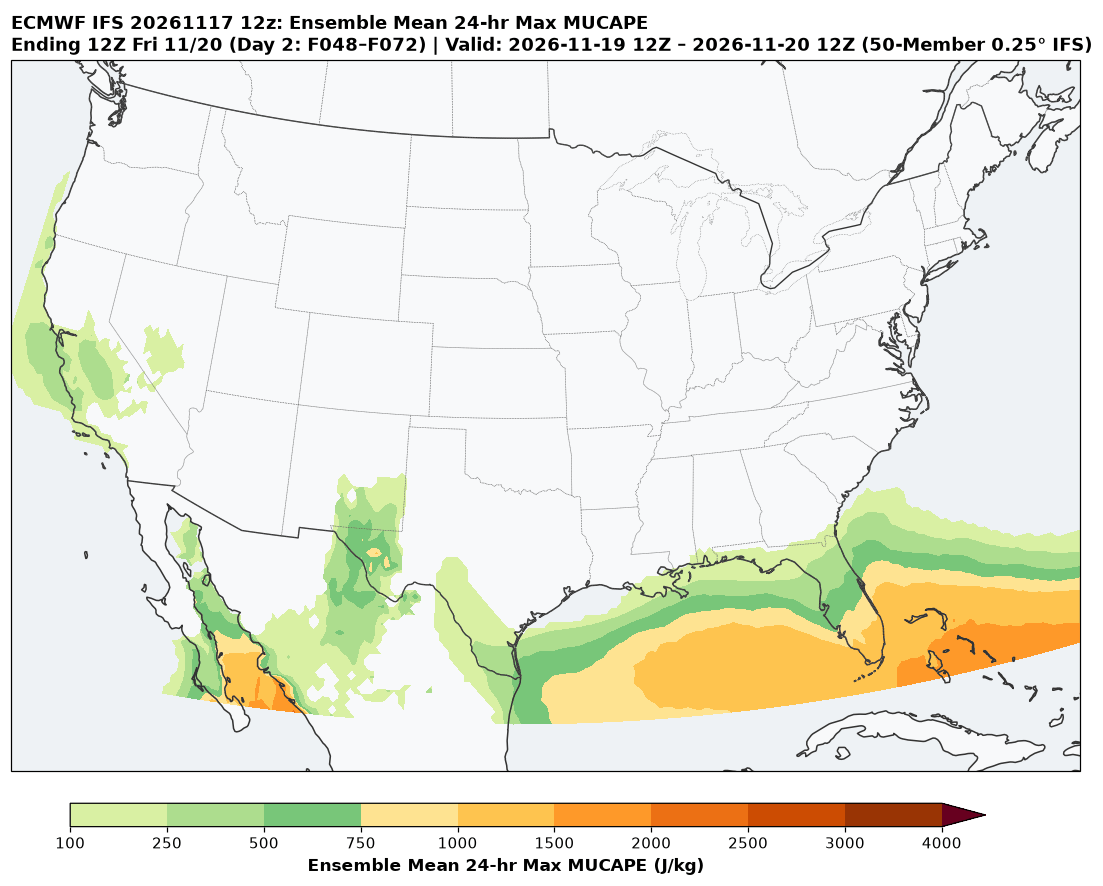 ECMWF IFS 20261117 12z: Ensemble Mean 24-hr Max MUCAPE
Ending 12Z Fri 11/20 (Day 2: F048–F072) | Valid: 2026-11-19 12Z – 2026-11-20 12Z (50-Member 0.25° IFS)
100 250 500 750 1000 1500 2000 2500 3000 4000
Ensemble Mean 24-hr Max MUCAPE (J/kg)